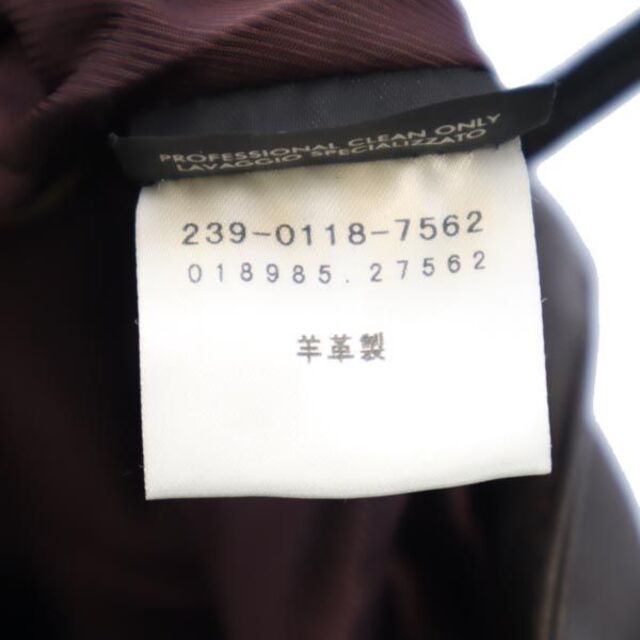 PROFESSIONAL CLEAN ONLY
LAVAGGIO SPECIALIZZATO
239-0118-7562
018985.27562
羊革製